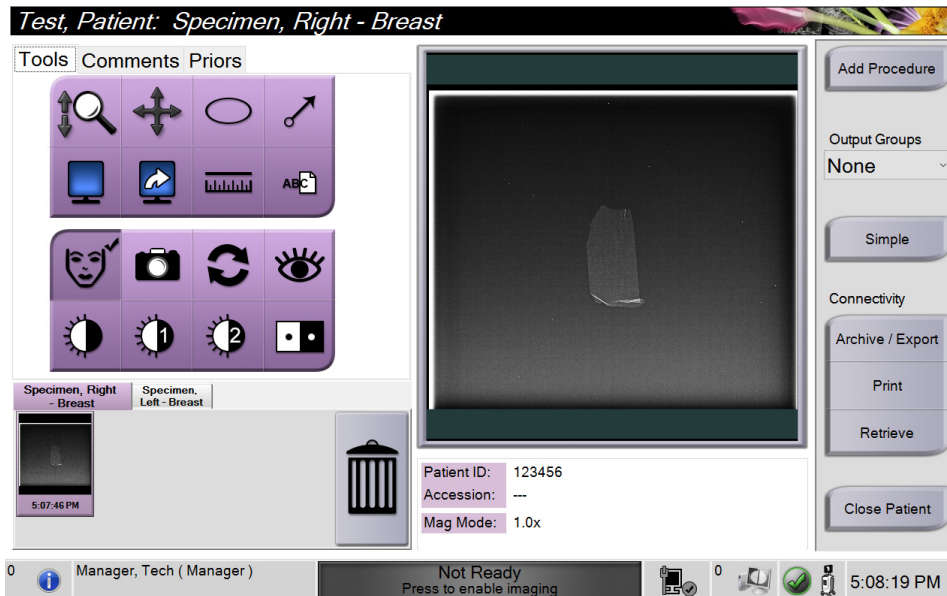 Test, Patient: Specimen, Right - Breast
Tools
Comments
Priors
ABC
1
2
Specimen, Right
- Breast
Specimen,
Left - Breast
5:07:46 PM
Patient ID: 123456
Accession: ---
Mag Mode: 1.0x
Add Procedure
Output Groups
None
Simple
Connectivity
Archive / Export
Print
Retrieve
Close Patient
0
i
Manager, Tech ( Manager )
Not Ready
Press to enable imaging
0
5:08:19 PM